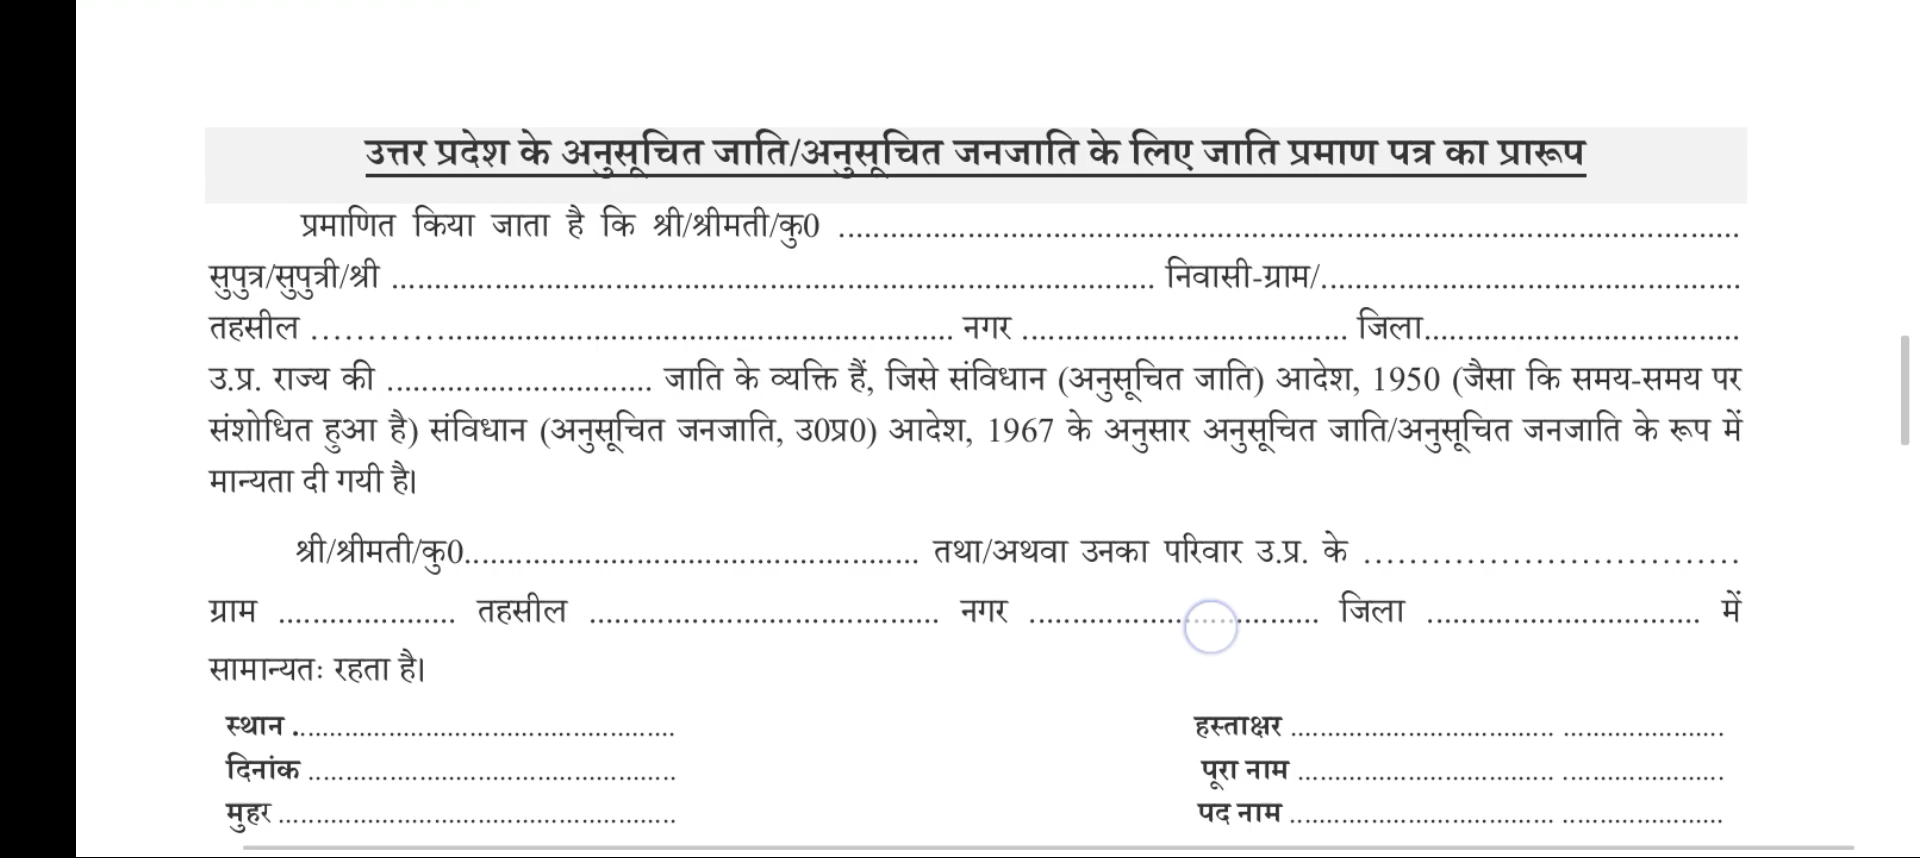 उत्तर प्रदेश के अनुसूचित जाति/अनुसूचित जनजाति के लिए जाति प्रमाण पत्र का प्रारूप
प्रमाणित किया जाता है कि श्री/श्रीमती/कु0 ........................................................................................................
सुपुत्र/सुपुत्री/श्री ........................................................................................ निवासी-ग्राम/................................................
तहसील ....................................................................... नगर ..................................... जिला....................................
उ.प्र. राज्य की .............................. जाति के व्यक्ति हैं, जिसे संविधान (अनुसूचित जाति) आदेश, 1950 (जैसा कि समय-समय पर
संशोधित हुआ है) संविधान (अनुसूचित जनजाति, उ0प्र0) आदेश, 1967 के अनुसार अनुसूचित जाति/अनुसूचित जनजाति के रूप में
मान्यता दी गयी है।
श्री/श्रीमती/कु0.................................................... तथा/अथवा उनका परिवार उ.प्र. के ..................................
ग्राम ..................... तहसील ......................................... नगर .................................. जिला ................................ में
सामान्यतः रहता है।
स्थान .................................................. हस्ताक्षर ................................... .....................
दिनांक ................................................. पूरा नाम .................................. .....................
मुहर ..................................................... पद नाम ................................... .....................